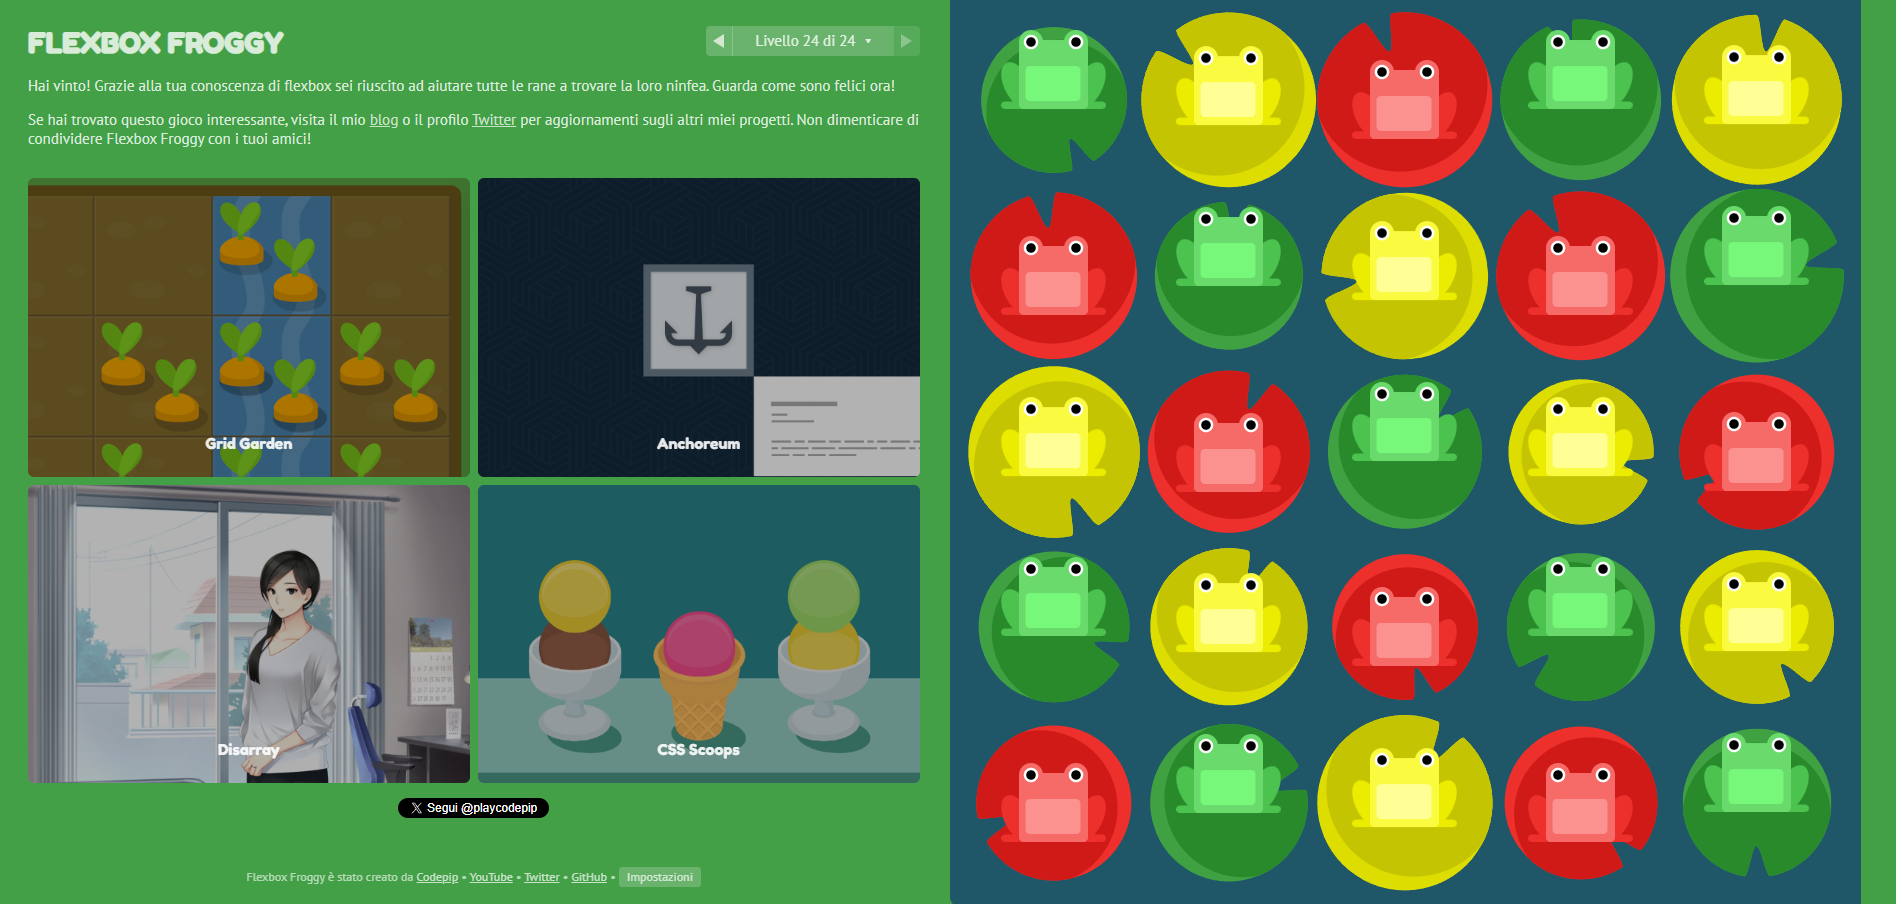 FLEXBOX FROGGY
Livello 24 di 24
Hai vinto! Grazie alla tua conoscenza di flexbox sei riuscito ad aiutare tutte le rane a trovare la loro ninfea. Guarda come sono felici ora!
Se hai trovato questo gioco interessante, visita il mio blog o il profilo Twitter per aggiornamenti sugli altri miei progetti. Non dimenticare di
condividere Flexbox Froggy con i tuoi amici!
Grid Garden
Anchoreum
Disarray
CSS Scoops
Segui @playcodepip
Flexbox Froggy è stato creato da Codepip • YouTube • Twitter • GitHub • Impostazioni